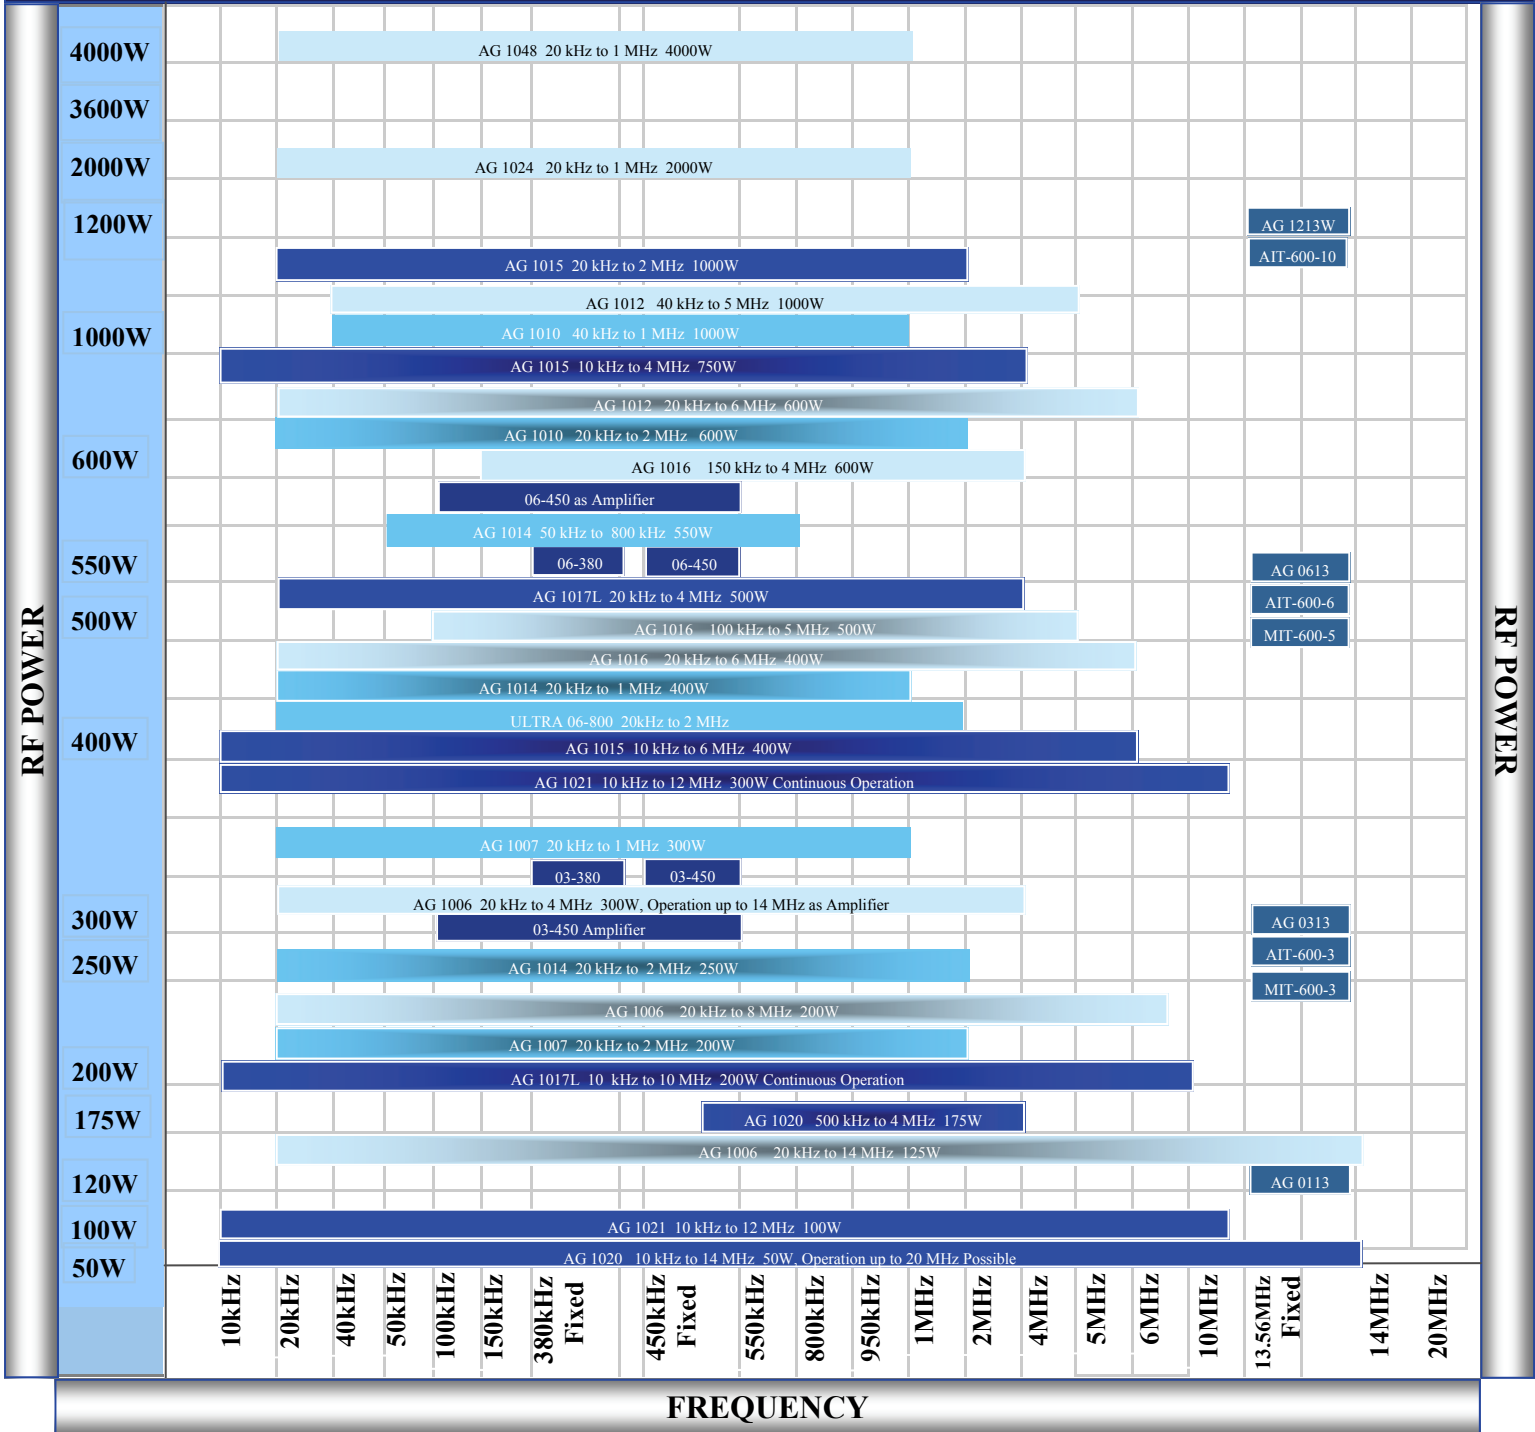 4000W
AG 1048 20 kHz to 1 MHz 4000W
3600W
2000W
AG 1024 20 kHz to 1 MHz 2000W
1200W
AG 1213W
AIT-600-10
AG 1015 20 kHz to 2 MHz 1000W
AG 1012 40 kHz to 5 MHz 1000W
1000W
AG 1010 40 kHz to 1 MHz 1000W
AG 1015 10 kHz to 4 MHz 750W
AG 1012 20 kHz to 6 MHz 600W
AG 1010 20 kHz to 2 MHz 600W
600W
AG 1016 150 kHz to 4 MHz 600W
06-450 as Amplifier
AG 1014 50 kHz to 800 kHz 550W
550W
06-380
06-450
AG 0613
AG 1017L 20 kHz to 4 MHz 500W
AIT-600-6
500W
AG 1016 100 kHz to 5 MHz 500W
MIT-600-5
AG 1016 20 kHz to 6 MHz 400W
AG 1014 20 kHz to 1 MHz 400W
ULTRA 06-800 20kHz to 2 MHz
400W
AG 1015 10 kHz to 6 MHz 400W
AG 1021 10 kHz to 12 MHz 300W Continuous Operation
AG 1007 20 kHz to 1 MHz 300W
03-380
03-450
AG 1006 20 kHz to 4 MHz 300W, Operation up to 14 MHz as Amplifier
300W
03-450 Amplifier
AG 0313
250W
AG 1014 20 kHz to 2 MHz 250W
AIT-600-3
MIT-600-3
AG 1006 20 kHz to 8 MHz 200W
AG 1007 20 kHz to 2 MHz 200W
200W
AG 1017L 10 kHz to 10 MHz 200W Continuous Operation
175W
AG 1020 500 kHz to 4 MHz 175W
AG 1006 20 kHz to 14 MHz 125W
120W
AG 0113
100W
AG 1021 10 kHz to 12 MHz 100W
50W
AG 1020 10 kHz to 14 MHz 50W, Operation up to 20 MHz Possible
RF POWER
RF POWER
10kHz
20kHz
40kHz
50kHz
100kHz
150kHz
380kHz
Fixed
450kHz
Fixed
550kHz
800kHz
950kHz
1MHz
2MHz
4MHz
5MHz
6MHz
10MHz
13.56MHz
Fixed
14MHz
20MHz
FREQUENCY